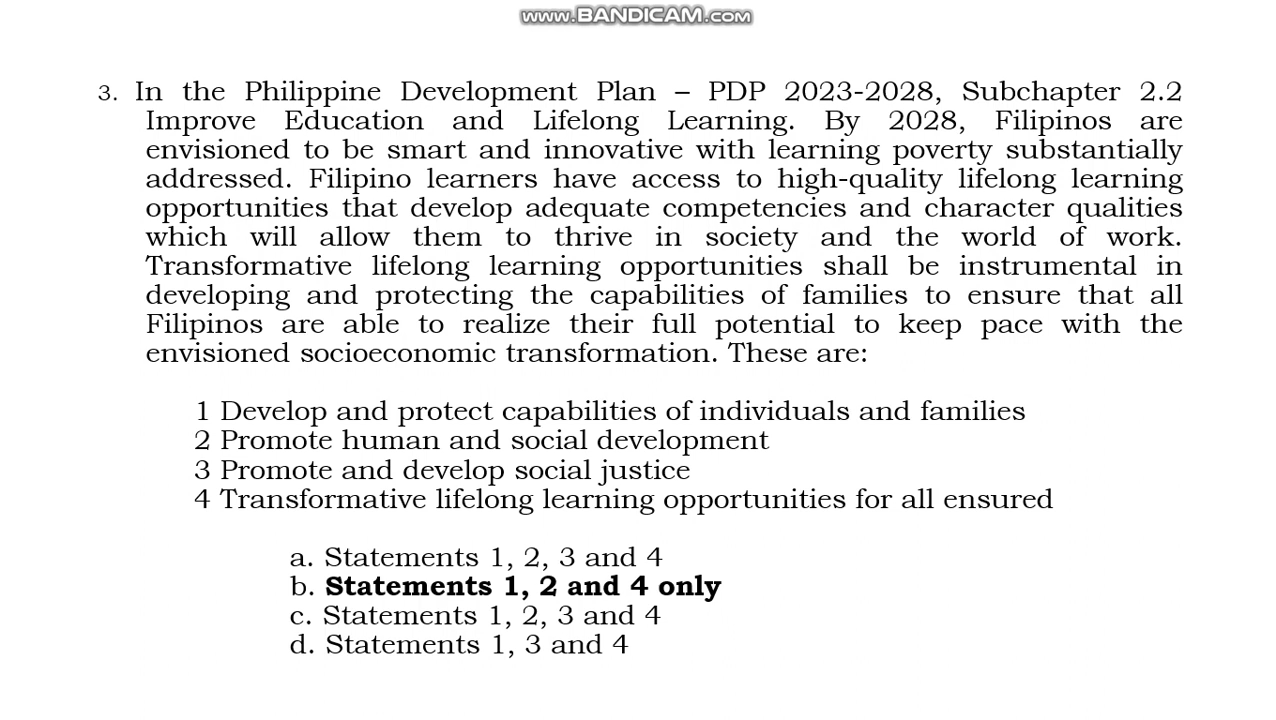 www.BANDICAM.com
3. In the Philippine Development Plan – PDP 2023-2028, Subchapter 2.2
Improve Education and Lifelong Learning. By 2028, Filipinos are
envisioned to be smart and innovative with learning poverty substantially
addressed. Filipino learners have access to high-quality lifelong learning
opportunities that develop adequate competencies and character qualities
which will allow them to thrive in society and the world of work.
Transformative lifelong learning opportunities shall be instrumental in
developing and protecting the capabilities of families to ensure that all
Filipinos are able to realize their full potential to keep pace with the
envisioned socioeconomic transformation. These are:
1 Develop and protect capabilities of individuals and families
2 Promote human and social development
3 Promote and develop social justice
4 Transformative lifelong learning opportunities for all ensured
a. Statements 1, 2, 3 and 4
b. Statements 1, 2 and 4 only
c. Statements 1, 2, 3 and 4
d. Statements 1, 3 and 4